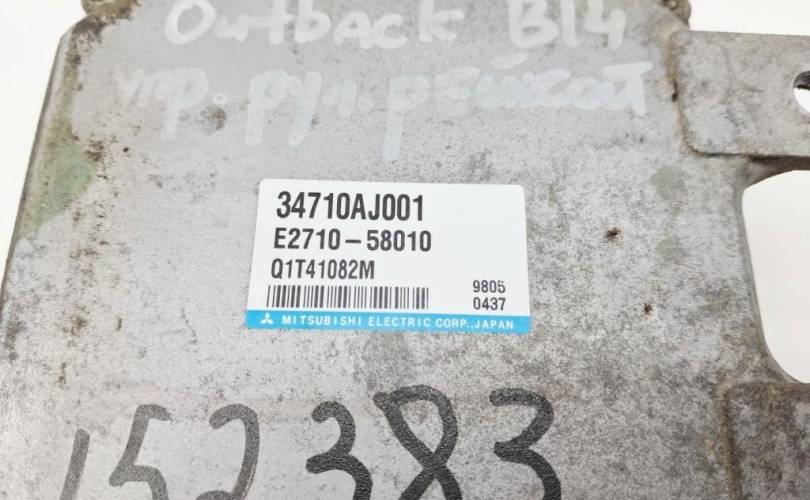 Outback B14
упр. рул. рейкой
34710AJ001
E2710-58010
Q1T41082M
9805
0437
MITSUBISHI ELECTRIC CORP., JAPAN
152383